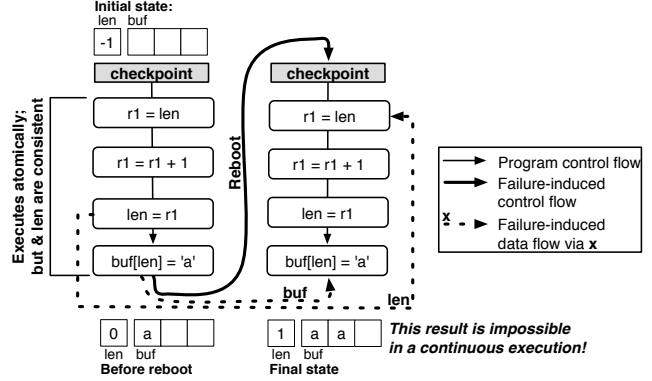 Initial state:
len buf
-1
checkpoint
r1 = len
r1 = r1 + 1
len = r1
buf[len] = 'a'
Executes atomically;
but & len are consistent
0 a
len buf
Before reboot
Reboot
checkpoint
r1 = len
r1 = r1 + 1
len = r1
buf[len] = 'a'
buf
len
1 a a
len buf
Final state
This result is impossible
in a continuous execution!
Program control flow
Failure-induced
control flow
x
Failure-induced
data flow via x